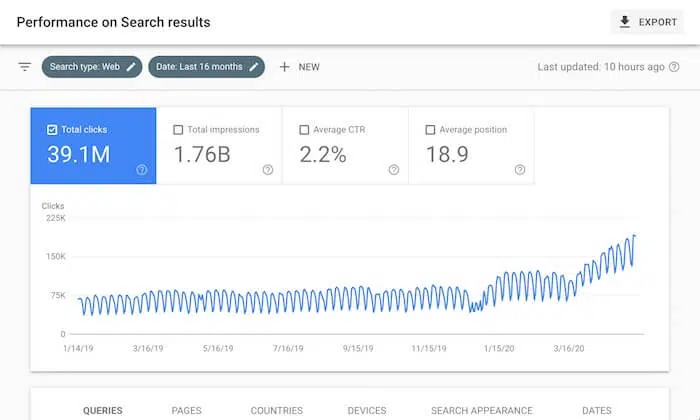 Performance on Search results
EXPORT
Search type: Web
Date: Last 16 months
NEW
Last updated: 10 hours ago
Total clicks
39.1M
Total impressions
1.76B
Average CTR
2.2%
Average position
18.9
Clicks
225K
150K
75K
0
1/14/19 3/16/19 5/16/19 7/16/19 9/15/19 11/15/19 1/15/20 3/16/20
QUERIES PAGES COUNTRIES DEVICES SEARCH APPEARANCE DATES